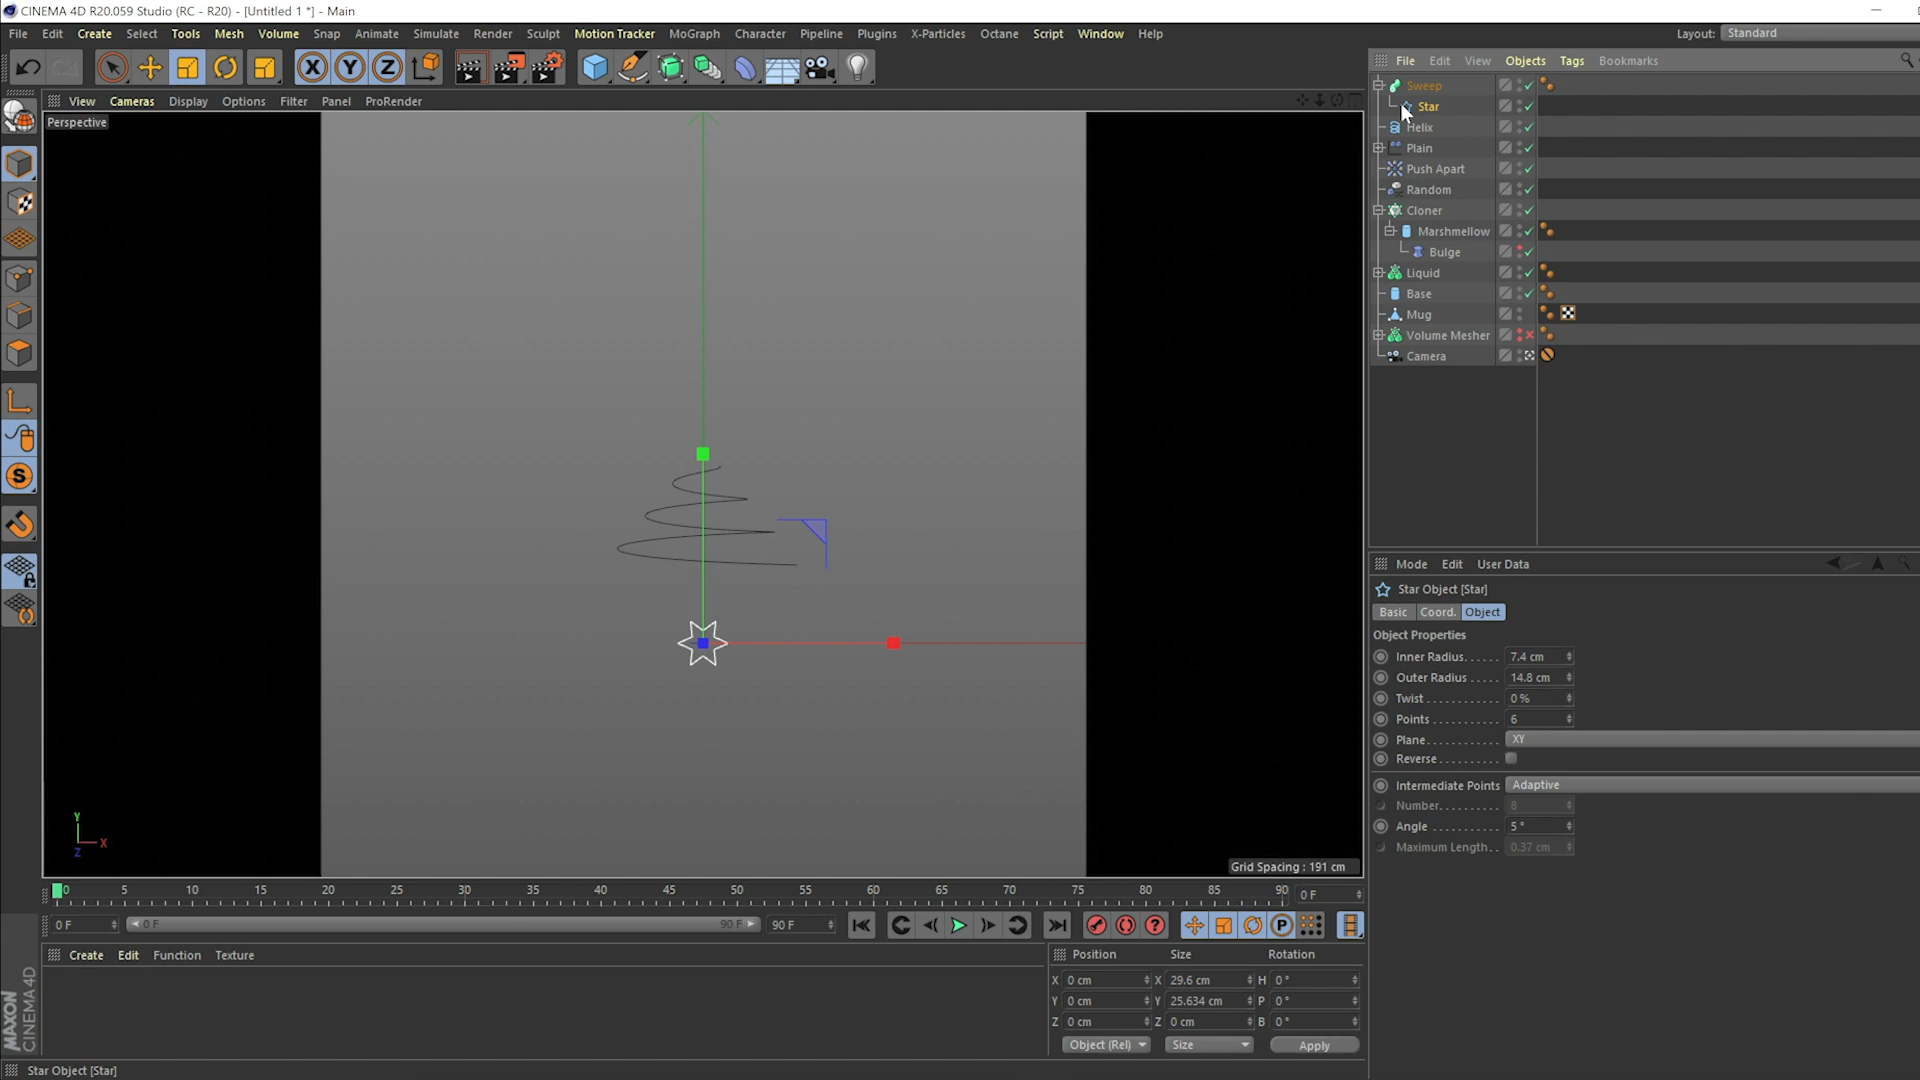 CINEMA 4D R20.059 Studio (RC - R20) - [Untitled 1 *] - Main
File Edit Create Select Tools Mesh Volume Snap Animate Simulate Render Sculpt Motion Tracker MoGraph Character Pipeline Plugins X-Particles Octane Script Window Help
Layout: Standard
X Y Z
File Edit View Objects Tags Bookmarks
View Cameras Display Options Filter Panel ProRender
Perspective
Sweep
Star
Helix
Plain
Push Apart
Random
Cloner
Marshmellow
Bulge
Liquid
Base
Mug
Volume Mesher
Camera
Mode Edit User Data
Star Object [Star]
Basic Coord. Object
Object Properties
Inner Radius...... 7.4 cm
Outer Radius ..... 14.8 cm
Twist............ 0 %
Points........... 6
Plane............ XY
Reverse..........
Intermediate Points Adaptive
Number........... 8
Angle ........... 5 °
Maximum Length.. 0.37 cm
Y
X
Z
Grid Spacing : 191 cm
0 5 10 15 20 25 30 35 40 45 50 55 60 65 70 75 80 85 90 0 F
0 F 0 F 90 F 90 F
? P
Create Edit Function Texture
Position Size Rotation
X 0 cm X 29.6 cm H 0 °
Y 0 cm Y 25.634 cm P 0 °
Z 0 cm Z 0 cm B 0 °
Object (Rel) Size Apply
MAXON
CINEMA 4D
Star Object [Star]